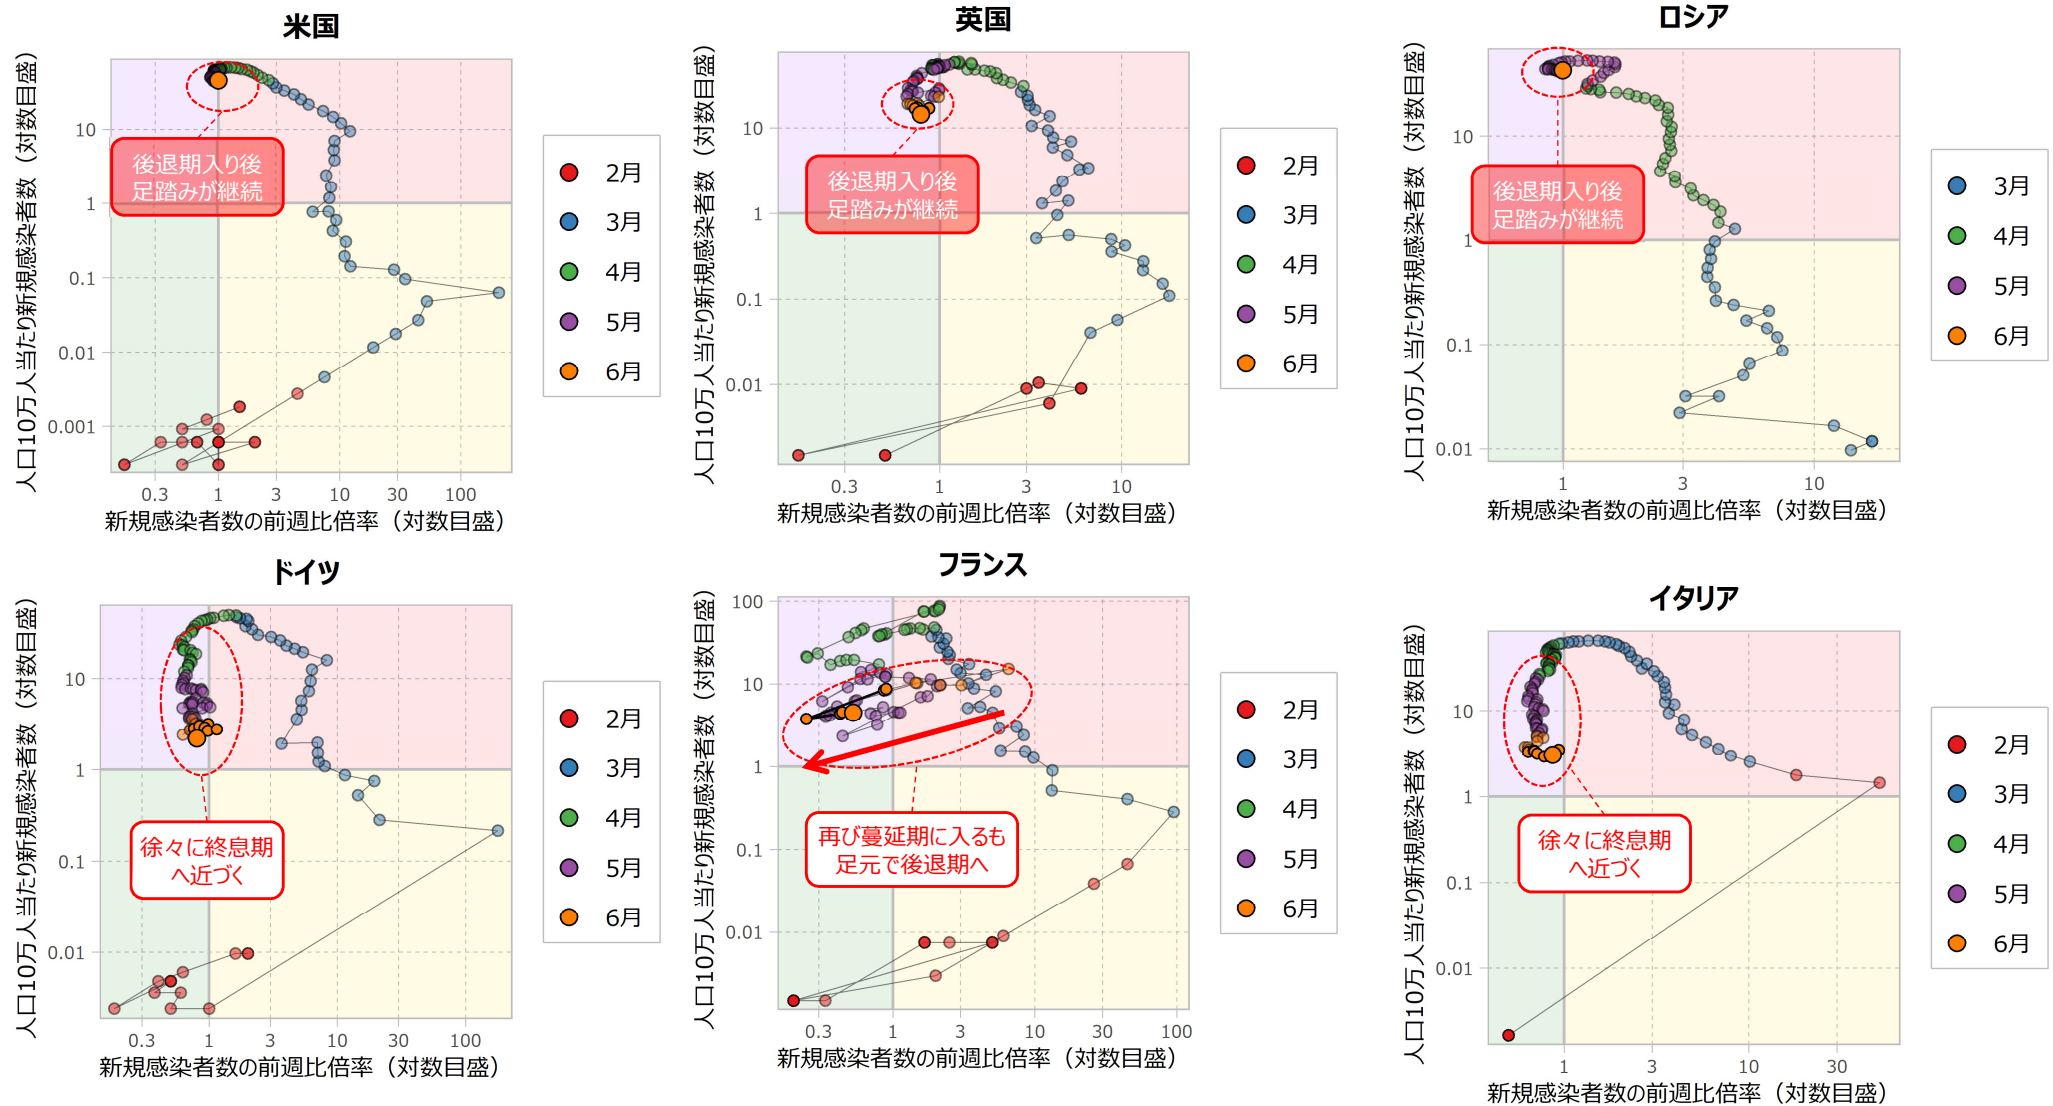 米国
人口10万人当たり新規感染者数（対数目盛）
10
1
0.1
0.01
0.001
後退期入り後
足踏みが継続
0.3
1
3
10
30
100
新規感染者数の前週比倍率（対数目盛）
2月
3月
4月
5月
6月
英国
人口10万人当たり新規感染者数（対数目盛）
10
1
0.1
0.01
後退期入り後
足踏みが継続
0.3
1
3
10
新規感染者数の前週比倍率（対数目盛）
2月
3月
4月
5月
6月
ロシア
人口10万人当たり新規感染者数（対数目盛）
10
1
0.1
0.01
後退期入り後
足踏みが継続
1
3
10
新規感染者数の前週比倍率（対数目盛）
3月
4月
5月
6月
ドイツ
人口10万人当たり新規感染者数（対数目盛）
10
1
0.1
0.01
徐々に終息期
へ近づく
0.3
1
3
10
30
100
新規感染者数の前週比倍率（対数目盛）
2月
3月
4月
5月
6月
フランス
人口10万人当たり新規感染者数（対数目盛）
100
10
1
0.1
0.01
再び蔓延期に入るも
足元で後退期へ
0.3
1
3
10
30
100
新規感染者数の前週比倍率（対数目盛）
2月
3月
4月
5月
6月
イタリア
人口10万人当たり新規感染者数（対数目盛）
10
1
0.1
0.01
徐々に終息期
へ近づく
1
3
10
30
新規感染者数の前週比倍率（対数目盛）
2月
3月
4月
5月
6月